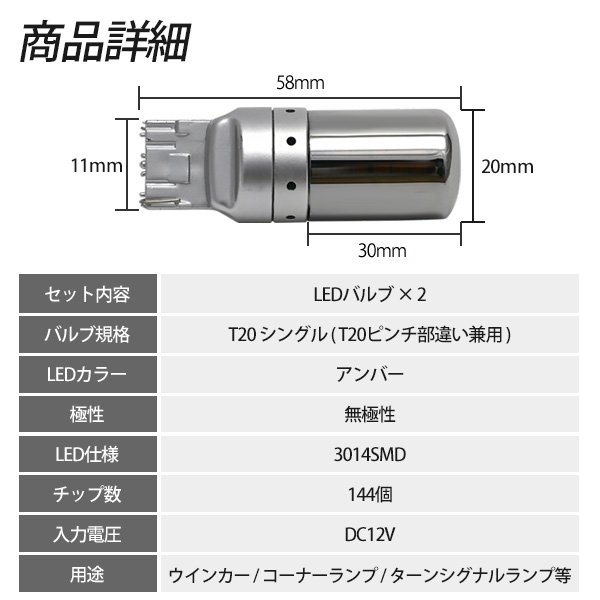 商品詳細
58mm
11mm
20mm
30mm
セット内容 LEDバルブ × 2
バルブ規格 T20 シングル ( T20ピンチ部違い兼用 )
LEDカラー アンバー
極性 無極性
LED仕様 3014SMD
チップ数 144個
入力電圧 DC12V
用途 ウインカー / コーナーランプ / ターンシグナルランプ等